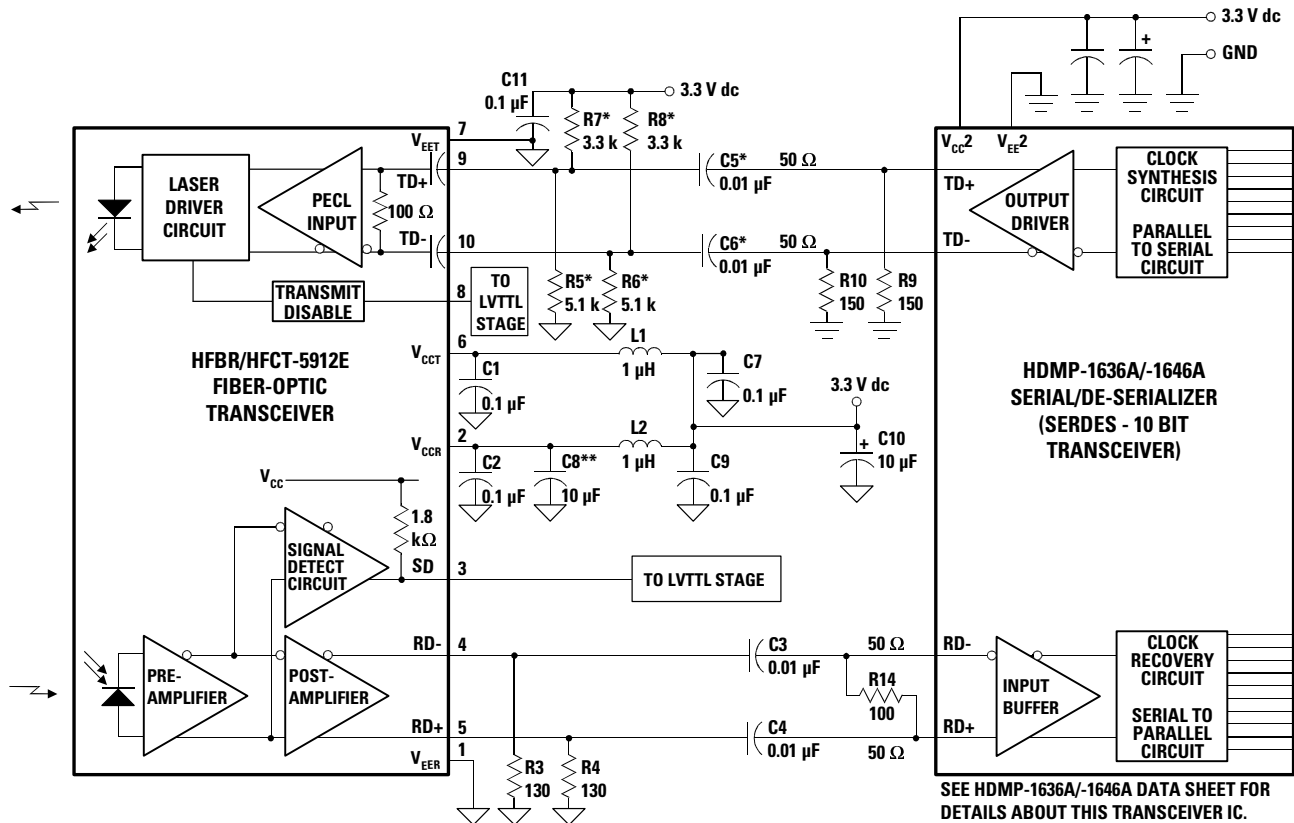 3.3 V dc
GND
C11
0.1 µF
3.3 V dc
R7*
3.3 k
R8*
3.3 k
7
V_EET
9
TD+
LASER
DRIVER
CIRCUIT
PECL
INPUT
100 Ω
TD-
10
C5*
0.01 µF
50 Ω
C6*
0.01 µF
50 Ω
V_CC2
V_EE2
TD+
TD-
OUTPUT
DRIVER
CLOCK
SYNTHESIS
CIRCUIT
PARALLEL
TO SERIAL
CIRCUIT
TRANSMIT
DISABLE
8
TO
LVTTL
STAGE
R5*
5.1 k
R6*
5.1 k
R10
150
R9
150
HFBR/HFCT-5912E
FIBER-OPTIC
TRANSCEIVER
6
V_CCT
C1
0.1 µF
L1
1 µH
C7
0.1 µF
3.3 V dc
HDMP-1636A/-1646A
SERIAL/DE-SERIALIZER
(SERDES - 10 BIT
TRANSCEIVER)
2
V_CCR
C2
0.1 µF
C8**
10 µF
L2
1 µH
C9
0.1 µF
+
C10
10 µF
V_CC
1.8
kΩ
SIGNAL
DETECT
CIRCUIT
SD
3
TO LVTTL STAGE
PRE-
AMPLIFIER
POST-
AMPLIFIER
RD-
4
RD+
5
1
V_EER
R3
130
R4
130
C3
0.01 µF
50 Ω
R14
100
C4
0.01 µF
50 Ω
RD-
RD+
INPUT
BUFFER
CLOCK
RECOVERY
CIRCUIT
SERIAL TO
PARALLEL
CIRCUIT
SEE HDMP-1636A/-1646A DATA SHEET FOR
DETAILS ABOUT THIS TRANSCEIVER IC.